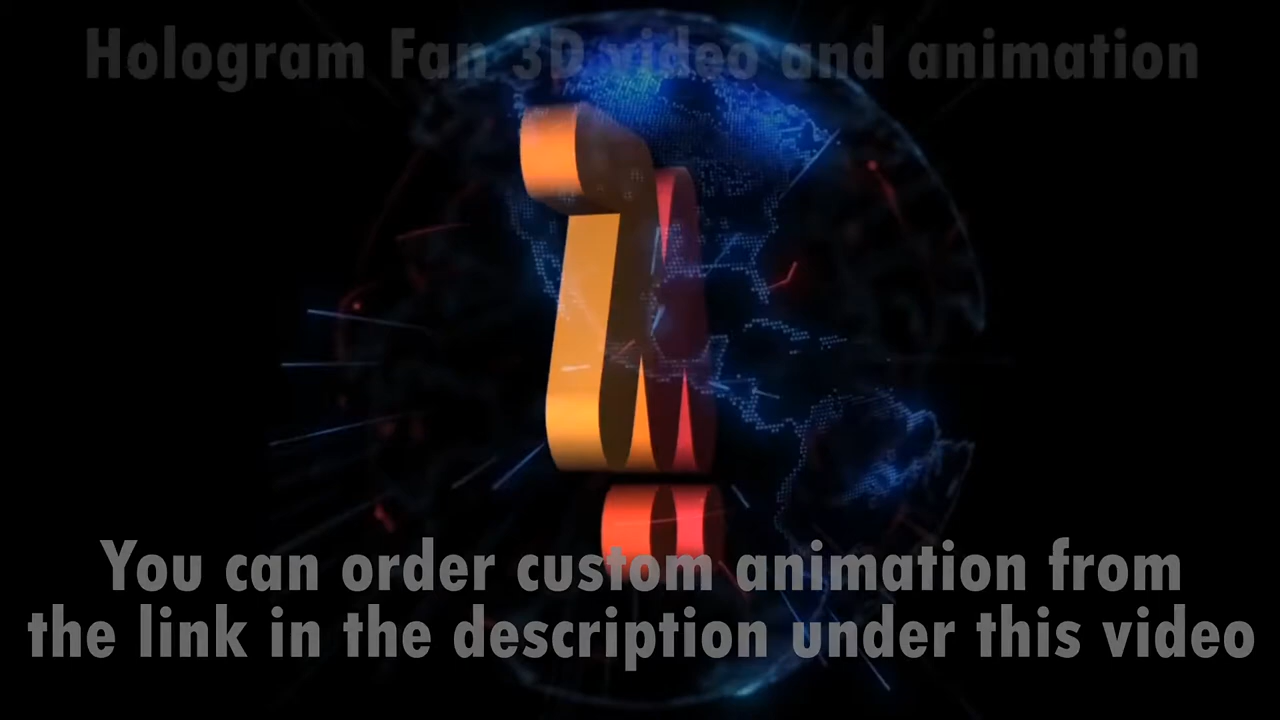 Hologram Fan 3D video and animation
You can order custom animation from
the link in the description under this video